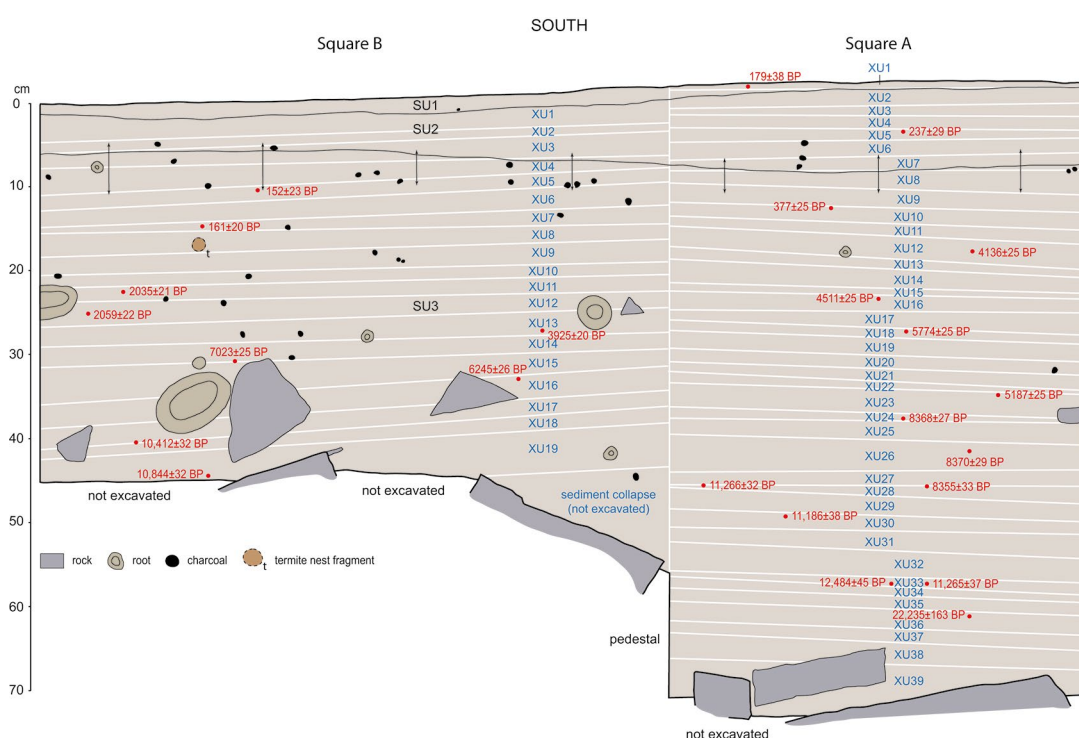 SOUTH
Square B
Square A
cm
0
10
20
30
40
50
60
70
SU1
SU2
SU3
XU1
XU2
XU3
XU4
XU5
XU6
XU7
XU8
XU9
XU10
XU11
XU12
XU13
XU14
XU15
XU16
XU17
XU18
XU19
152±23 BP
161±20 BP
2035±21 BP
2059±22 BP
3925±20 BP
7023±25 BP
6245±26 BP
10,412±32 BP
10,844±32 BP
not excavated
not excavated
sediment collapse
(not excavated)
rock
root
charcoal
t
termite nest fragment
t
pedestal
XU1
XU2
XU3
XU4
XU5
XU6
XU7
XU8
XU9
XU10
XU11
XU12
XU13
XU14
XU15
XU16
XU17
XU18
XU19
XU20
XU21
XU22
XU23
XU24
XU25
XU26
XU27
XU28
XU29
XU30
XU31
XU32
XU33
XU34
XU35
XU36
XU37
XU38
XU39
179±38 BP
237±29 BP
377±25 BP
4136±25 BP
4511±25 BP
5774±25 BP
5187±25 BP
8368±27 BP
8370±29 BP
11,266±32 BP
8355±33 BP
11,186±38 BP
12,484±45 BP
11,265±37 BP
22,235±163 BP
not excavated